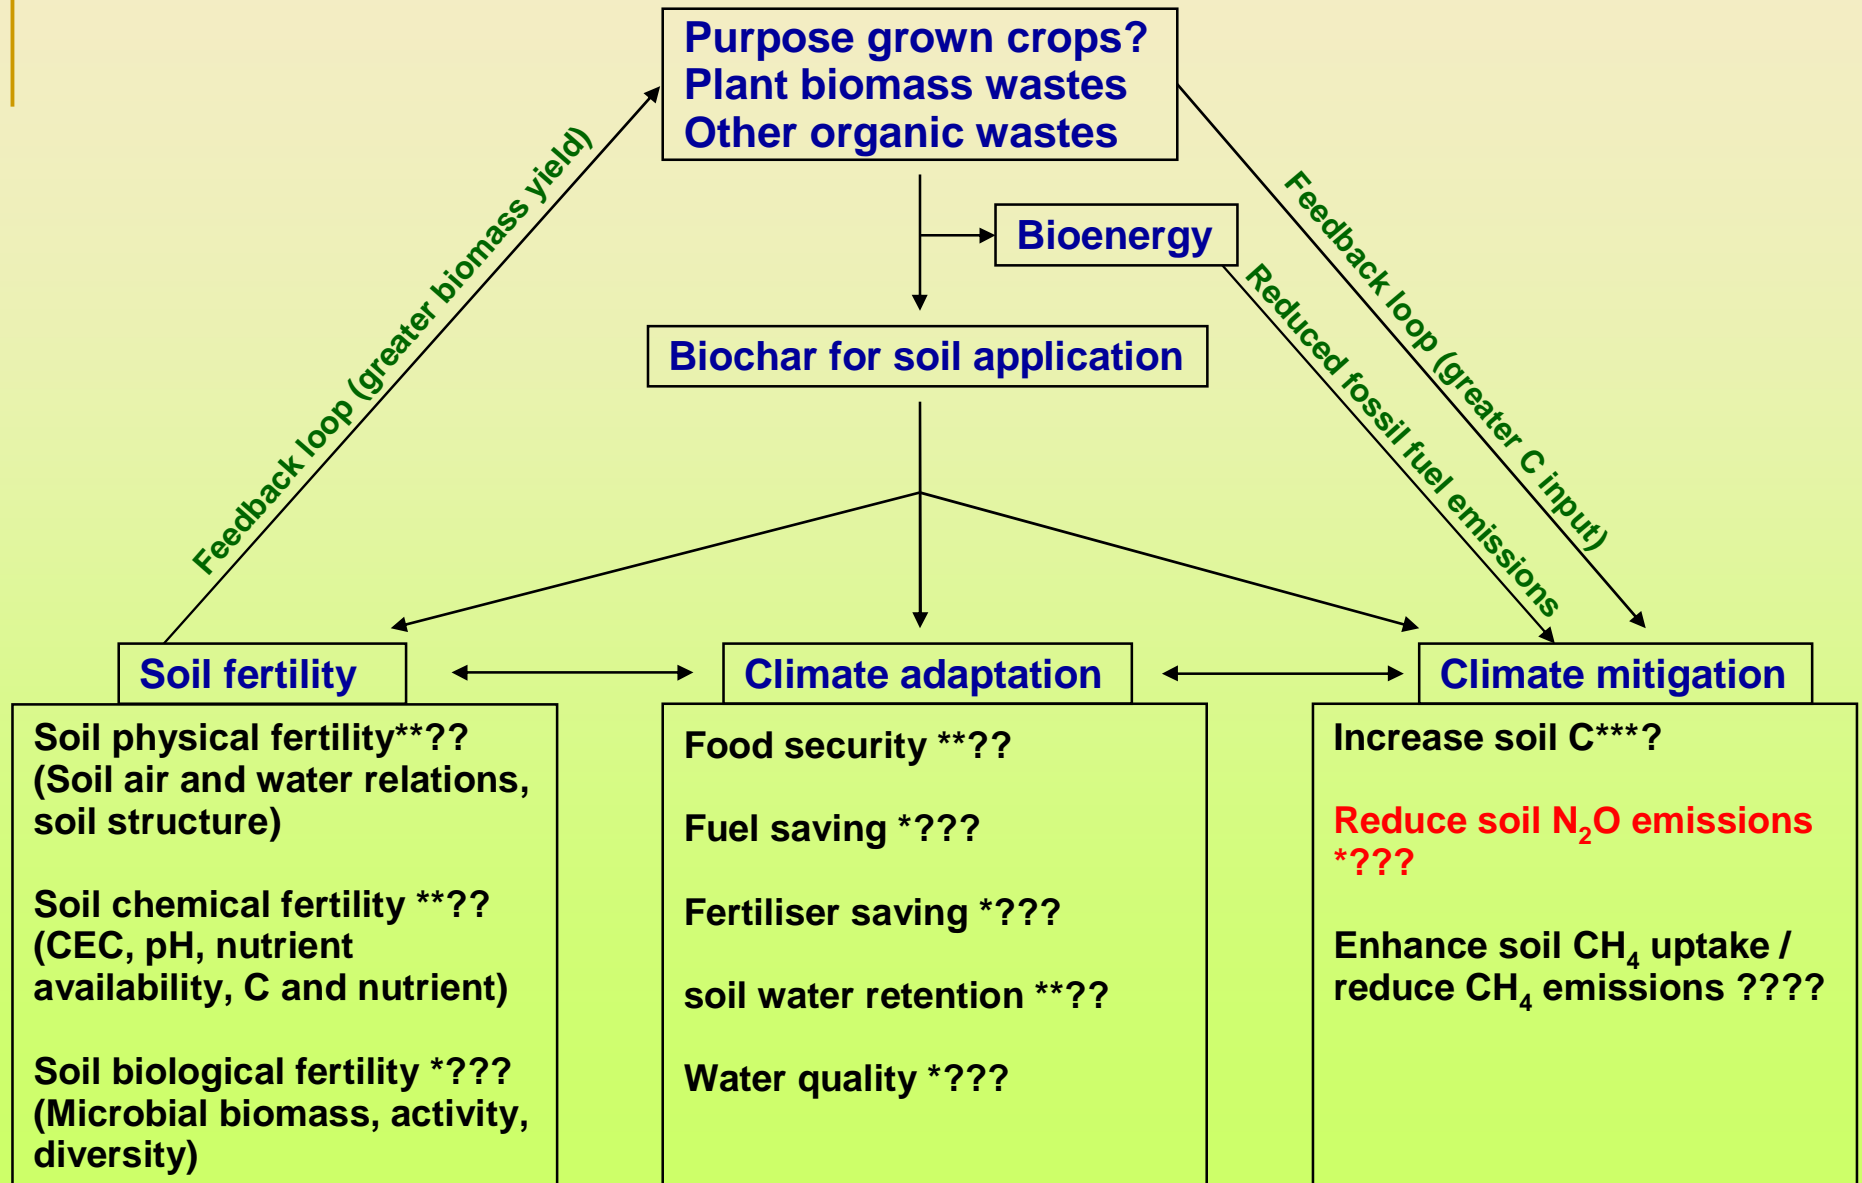 Purpose grown crops?
Plant biomass wastes
Other organic wastes
Bioenergy
Feedback loop (greater biomass yield)
Feedback loop (greater C input)
Reduced fossil fuel emissions
Biochar for soil application
Soil fertility
Climate adaptation
Climate mitigation
Soil physical fertility**??
(Soil air and water relations,
soil structure)
Soil chemical fertility **??
(CEC, pH, nutrient
availability, C and nutrient)
Soil biological fertility *???
(Microbial biomass, activity,
diversity)
Food security **??
Fuel saving *???
Fertiliser saving *???
soil water retention **??
Water quality *???
Increase soil C***?
Reduce soil N₂O emissions
*???
Enhance soil CH₄ uptake /
reduce CH₄ emissions ????